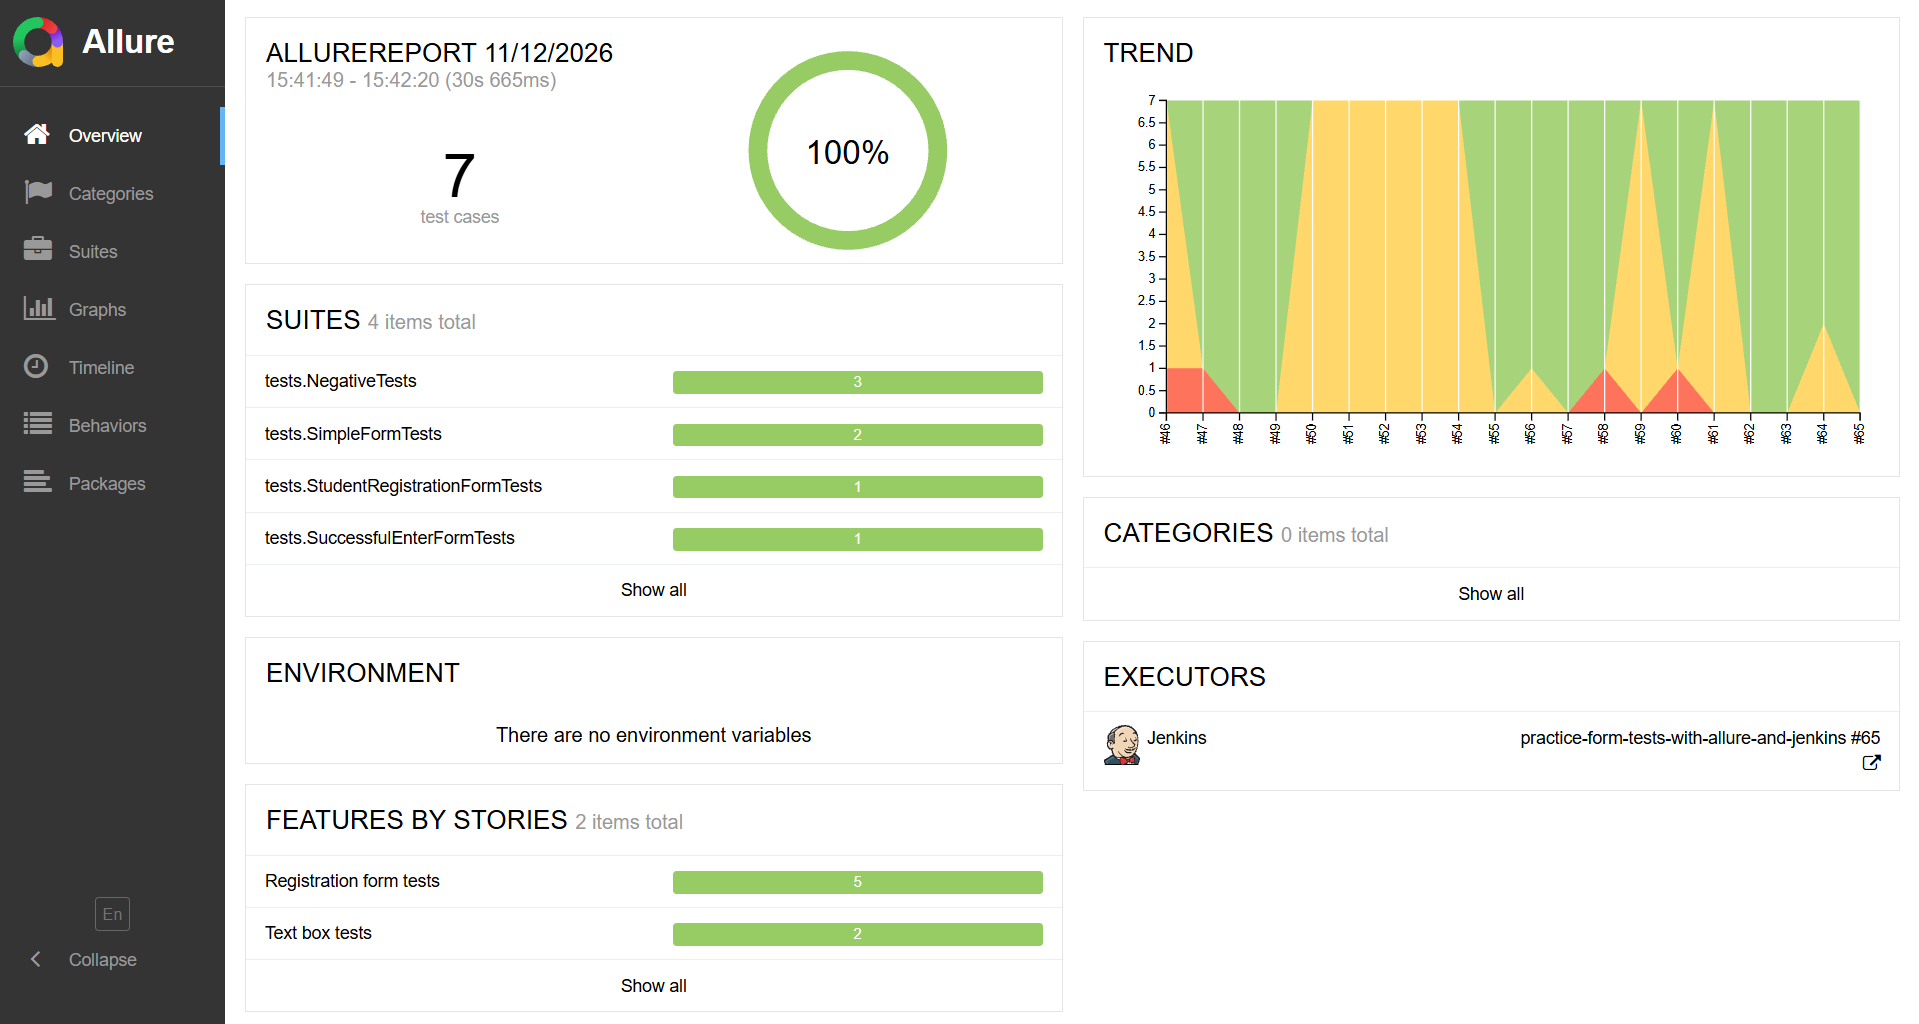 Allure
Overview
Categories
Suites
Graphs
Timeline
Behaviors
Packages
En
Collapse
ALLUREREPORT 11/12/2026
15:41:49 - 15:42:20 (30s 665ms)
7
test cases
100%
SUITES 4 items total
tests.NegativeTests 3
tests.SimpleFormTests 2
tests.StudentRegistrationFormTests 1
tests.SuccessfulEnterFormTests 1
Show all
ENVIRONMENT
There are no environment variables
FEATURES BY STORIES 2 items total
Registration form tests 5
Text box tests 2
Show all
TREND
7
6.5
6
5.5
5
4.5
4
3.5
3
2.5
2
1.5
1
0.5
0
#46 #47 #48 #49 #50 #51 #52 #53 #54 #55 #56 #57 #58 #59 #60 #61 #62 #63 #64 #65
CATEGORIES 0 items total
Show all
EXECUTORS
Jenkins practice-form-tests-with-allure-and-jenkins #65